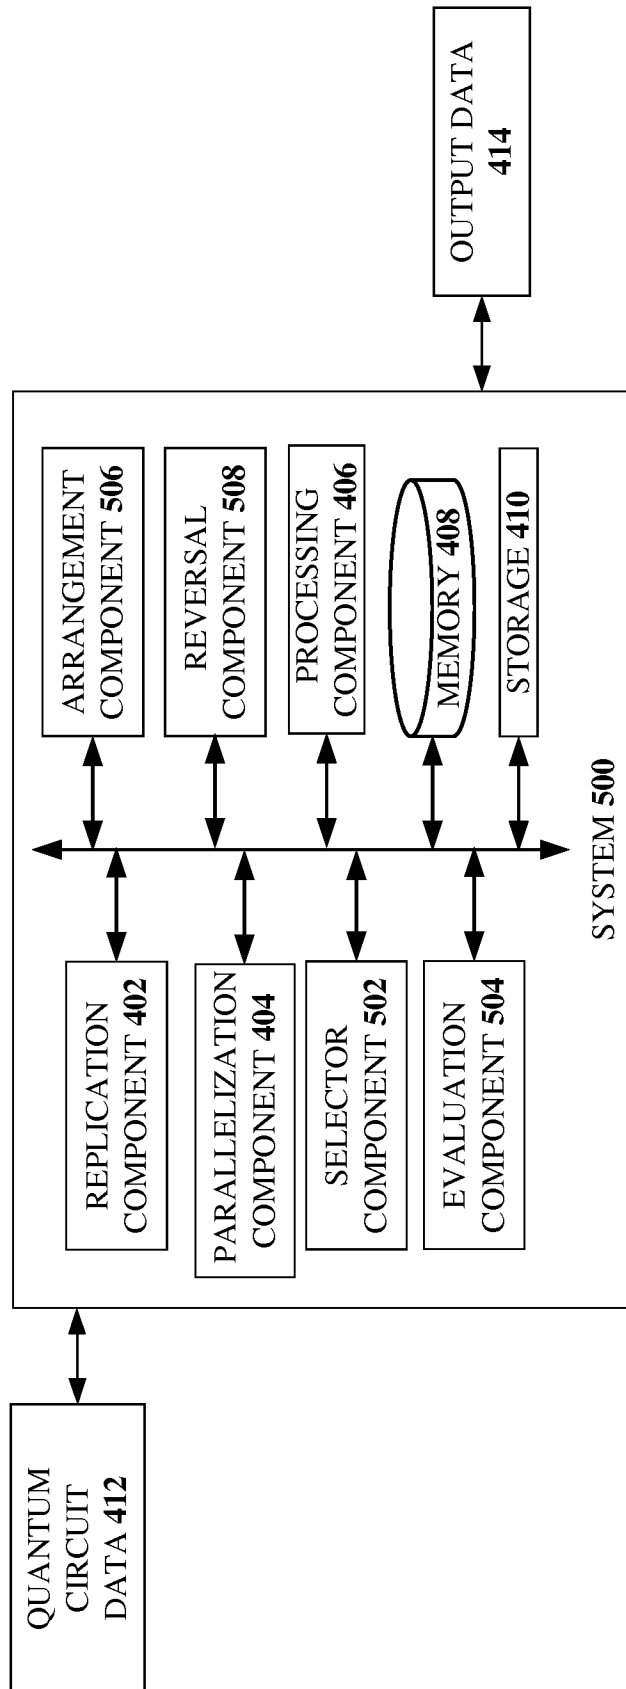 QUANTUM
CIRCUIT
DATA 412
REPLICATION
COMPONENT 402
PARALLELIZATION
COMPONENT 404
SELECTOR
COMPONENT 502
EVALUATION
COMPONENT 504
ARRANGEMENT
COMPONENT 506
REVERSAL
COMPONENT 508
PROCESSING
COMPONENT 406
MEMORY 408
STORAGE 410
SYSTEM 500
OUTPUT DATA
414